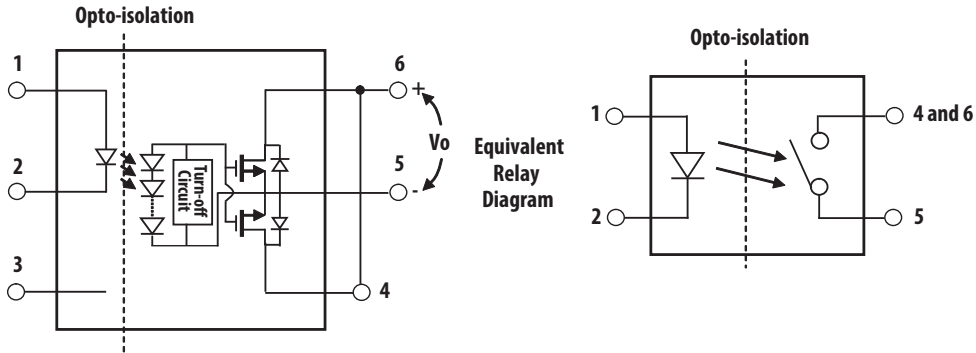 Opto-isolation
1
2
3
Turn-off
Circuit
6
+
Vo
5
-
4
Equivalent
Relay
Diagram
Opto-isolation
1
2
4 and 6
5